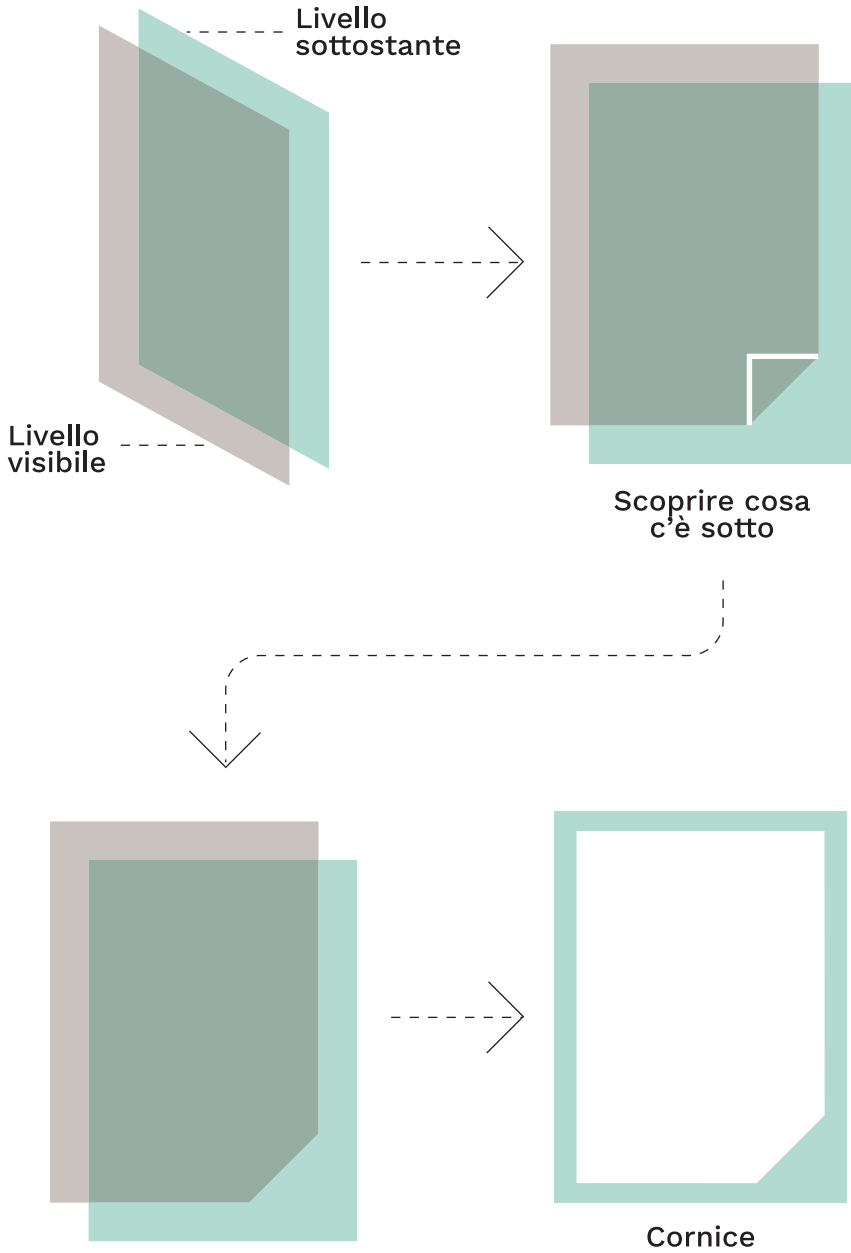 Livello
sottostante
Livello
visibile
Scoprire cosa
c'è sotto
Cornice